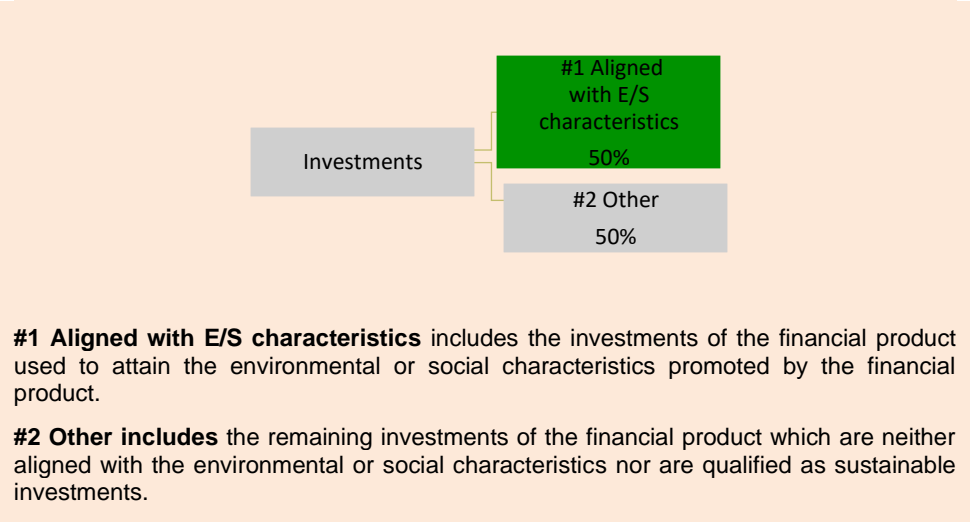 #1 Aligned
with E/S
characteristics
50%
Investments
#2 Other
50%
#1 Aligned with E/S characteristics includes the investments of the financial product
used to attain the environmental or social characteristics promoted by the financial
product.
#2 Other includes the remaining investments of the financial product which are neither
aligned with the environmental or social characteristics nor are qualified as sustainable
investments.